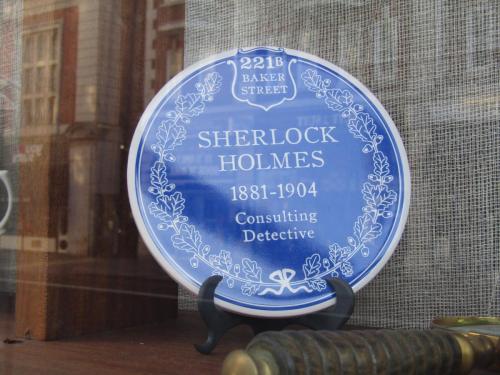 221B
BAKER
STREET
SHERLOCK
HOLMES
1881-1904
Consulting
Detective